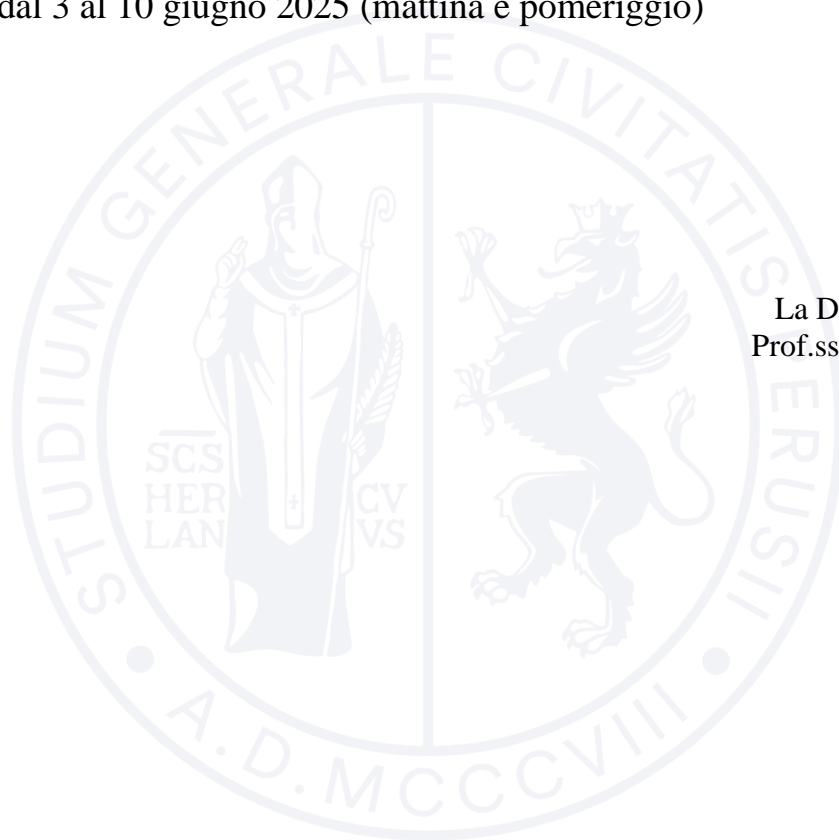 dal 3 al 10 giugno 2025 (mattina e pomeriggio)
La D
Prof.ss
STUDIUM GENERALE CIVITATIS PERUSII
SCS
HER CV
LAN VS
• A.D. MCCCVIII •